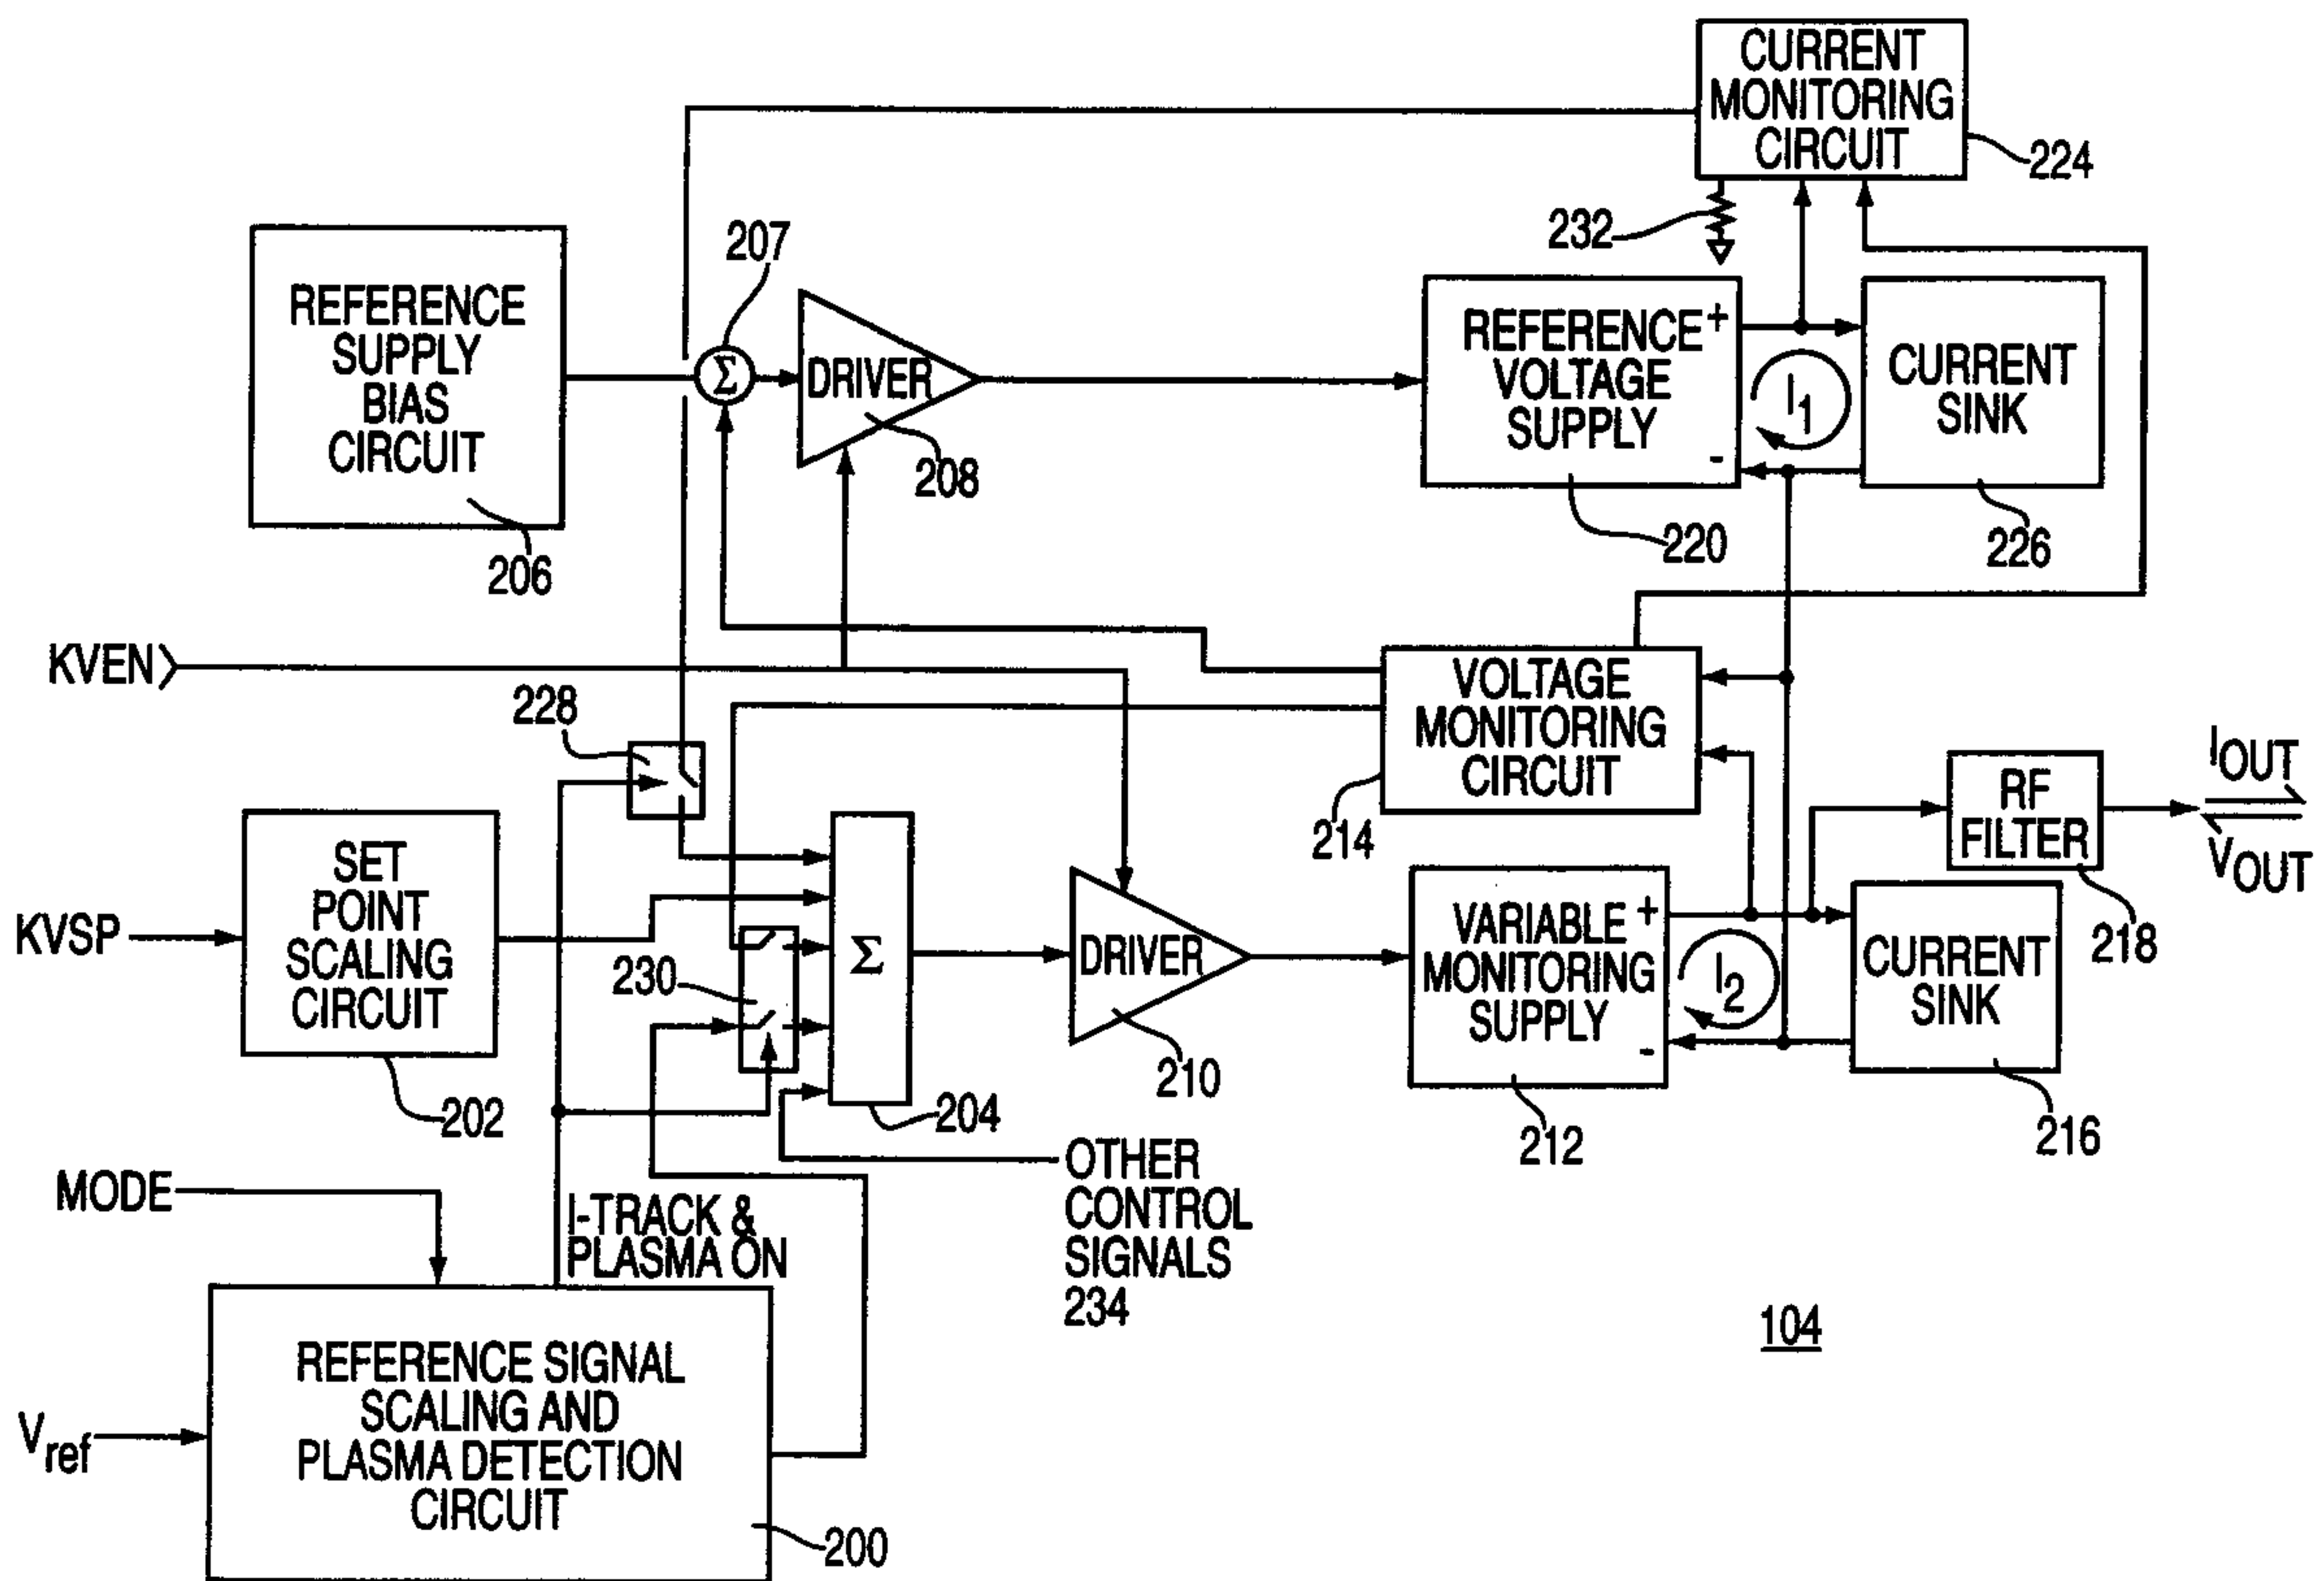 CURRENT
MONITORING
CIRCUIT
224
232
207
REFERENCE
SUPPLY
BIAS
CIRCUIT
206
Σ
DRIVER
208
REFERENCE +
VOLTAGE
SUPPLY
-
220
I1
CURRENT
SINK
226
KVEN
228
VOLTAGE
MONITORING
CIRCUIT
214
RF
FILTER
218
IOUT
VOUT
SET
POINT
SCALING
CIRCUIT
202
KVSP
230
Σ
204
DRIVER
210
VARIABLE +
MONITORING
SUPPLY
-
212
I2
CURRENT
SINK
216
MODE
I-TRACK &
PLASMA ON
OTHER
CONTROL
SIGNALS
234
104
Vref
REFERENCE SIGNAL
SCALING AND
PLASMA DETECTION
CIRCUIT
200